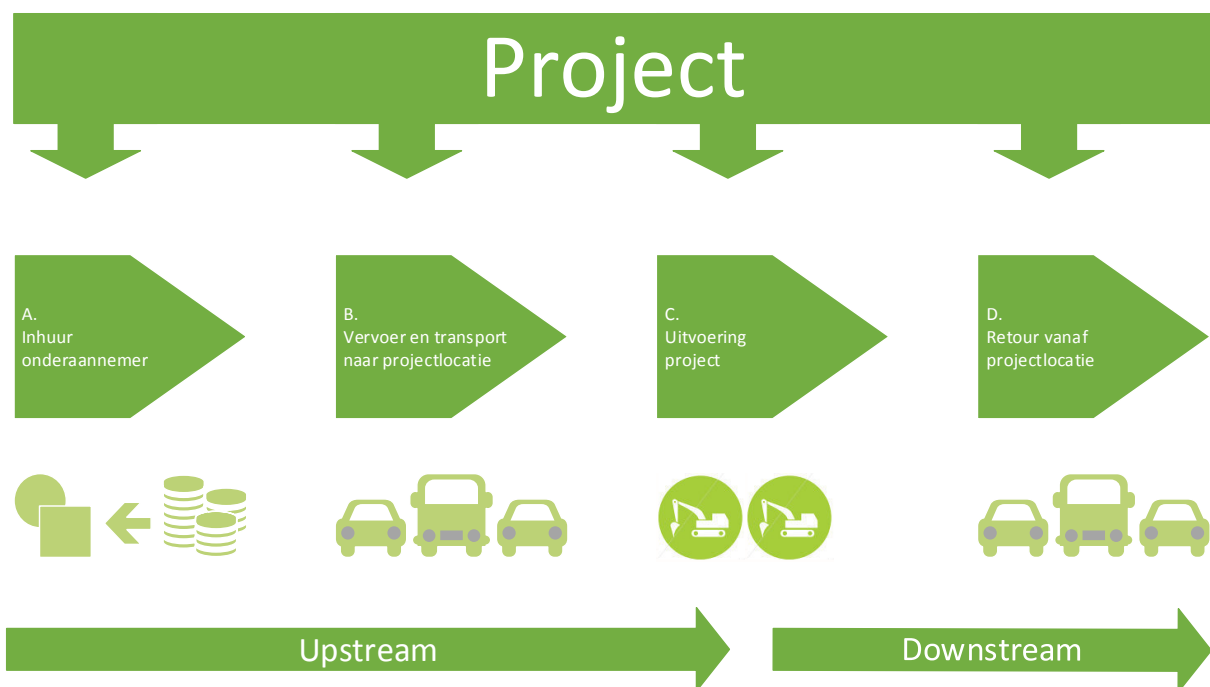 Project
A.
Inhuur
onderaannemer
B.
Vervoer en transport
naar projectlocatie
C.
Uitvoering
project
D.
Retour vanaf
projectlocatie
Upstream
Downstream